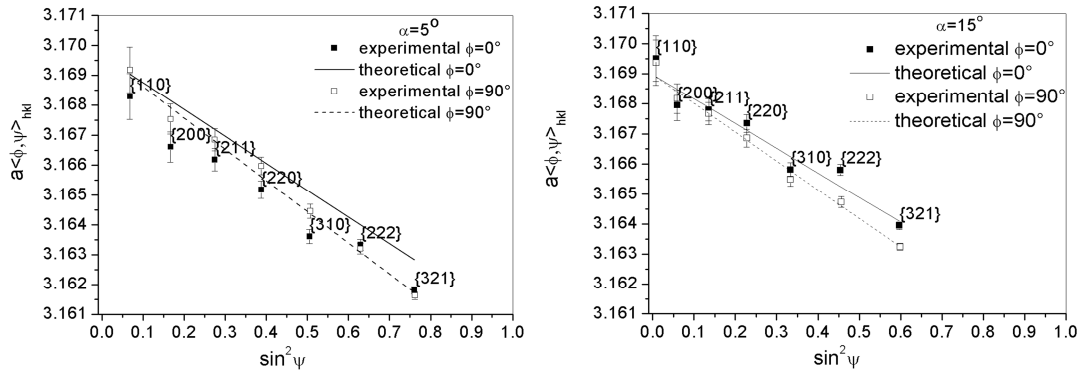 α=5°
experimental ϕ=0°
theoretical ϕ=0°
experimental ϕ=90°
theoretical ϕ=90°
3.171
3.170
3.169
3.168
3.167
3.166
3.165
3.164
3.163
3.162
3.161
a<ϕ,ψ>hkl
{110}
{200}
{211}
{220}
{310}
{222}
{321}
0.0 0.1 0.2 0.3 0.4 0.5 0.6 0.7 0.8 0.9 1.0
sin²ψ
α=15°
experimental ϕ=0°
theoretical ϕ=0°
experimental ϕ=90°
theoretical ϕ=90°
3.171
3.170
3.169
3.168
3.167
3.166
3.165
3.164
3.163
3.162
3.161
a<ϕ,ψ>hkl
{110}
{200}
{211}
{220}
{310}
{222}
{321}
0.0 0.1 0.2 0.3 0.4 0.5 0.6 0.7 0.8 0.9 1.0
sin²ψ